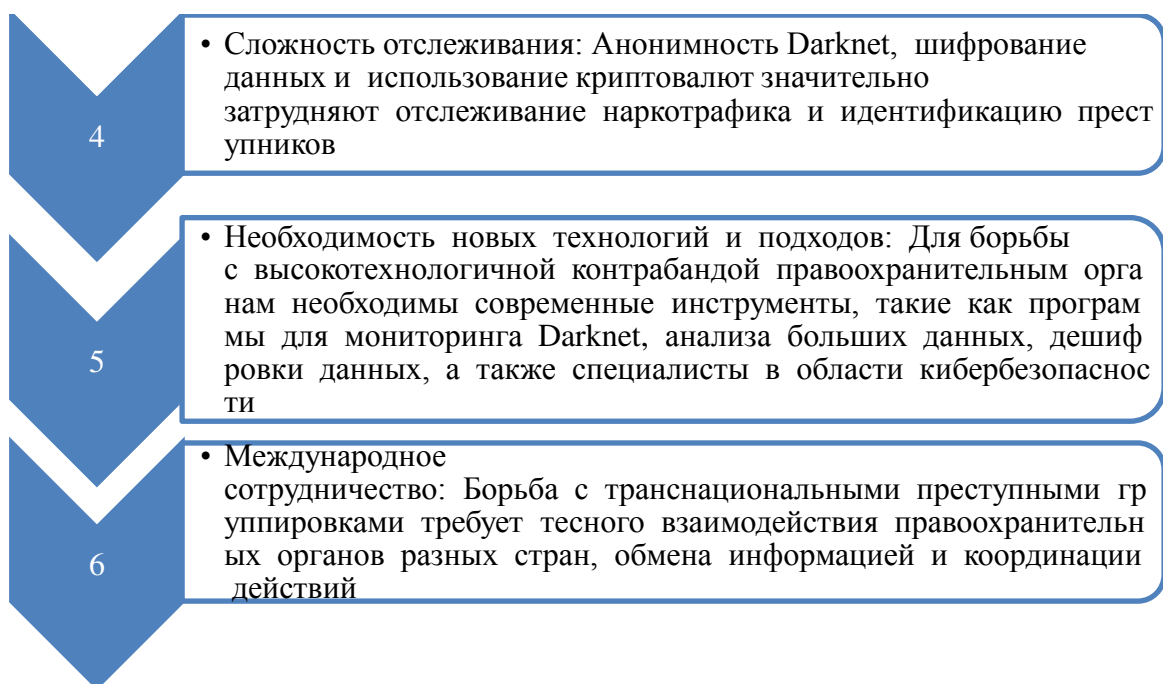 • Сложность отслеживания: Анонимность Darknet, шифрование
данных и использование криптовалют значительно
затрудняют отслеживание наркотрафика и идентификацию прест
упников
4
• Необходимость новых технологий и подходов: Для борьбы
с высокотехнологичной контрабандой правоохранительным орга
нам необходимы современные инструменты, такие как програм
мы для мониторинга Darknet, анализа больших данных, дешиф
ровки данных, а также специалисты в области кибербезопаснос
ти
5
• Международное
сотрудничество: Борьба с транснациональными преступными гр
уппировками требует тесного взаимодействия правоохранительн
ых органов разных стран, обмена информацией и координации
действий
6